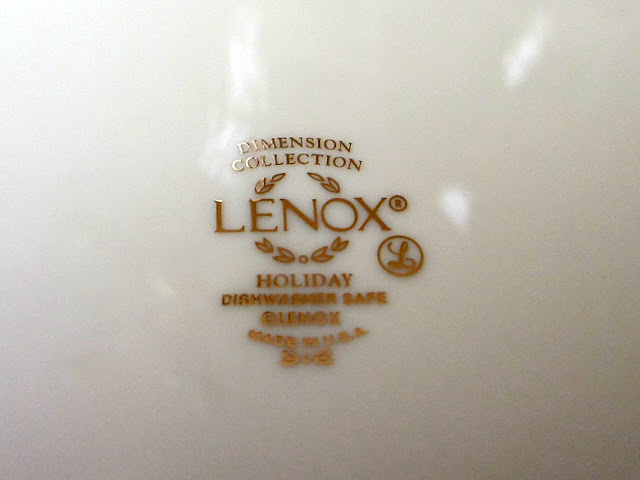 DIMENSION
COLLECTION
LENOX®
L
HOLIDAY
DISHWASHER SAFE
©LENOX
MADE IN U.S.A.